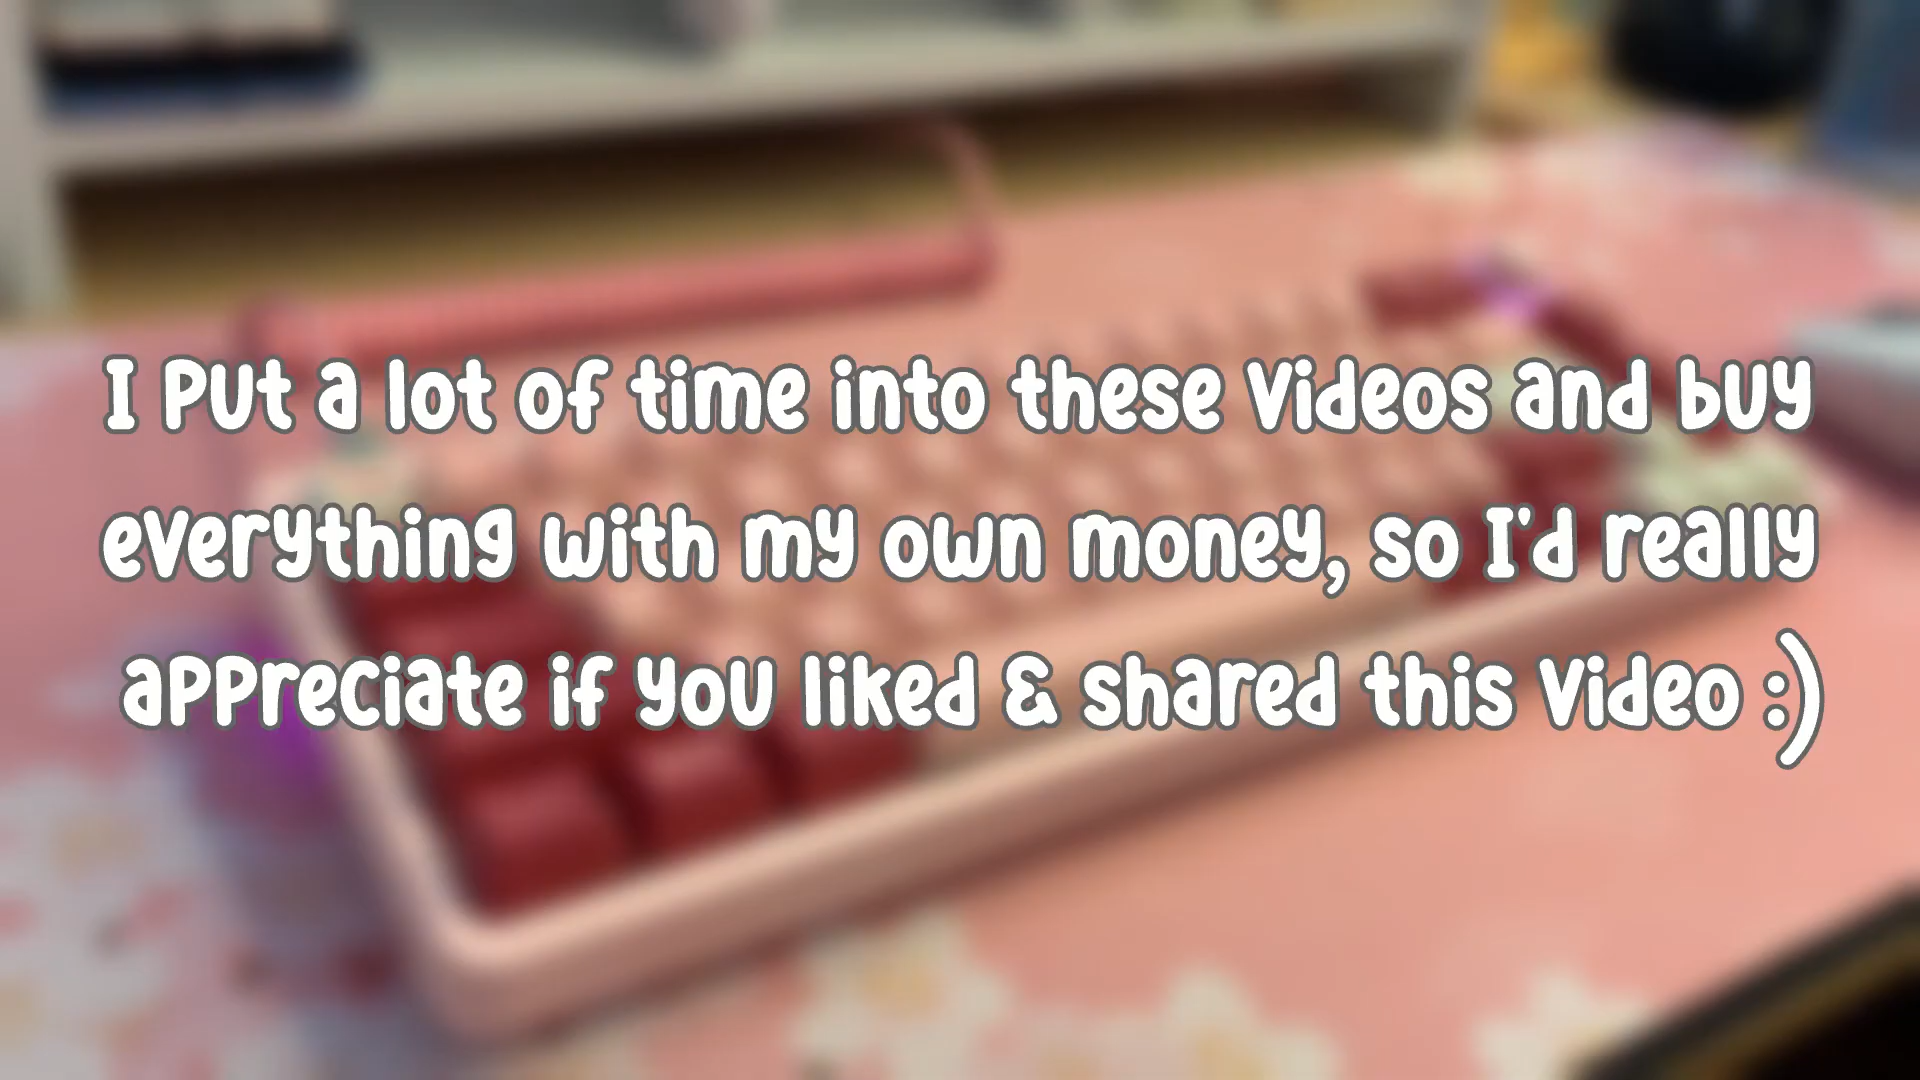 I put a lot of time into these videos and buy
everything with my own money, so I'd really
appreciate if you liked & shared this video :)